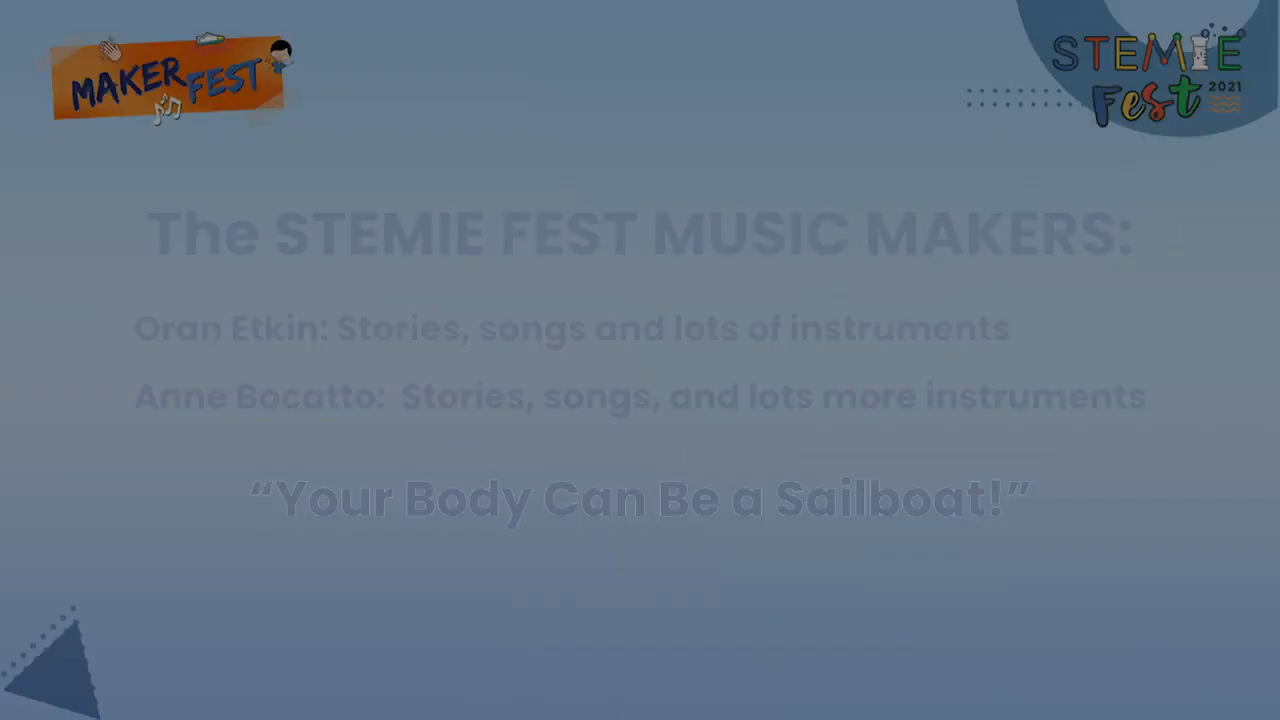 MAKER FEST
STEMIE
Fest 2021
The STEMIE FEST MUSIC MAKERS:
Oran Etkin: Stories, songs and lots of instruments
Anne Bocatto: Stories, songs, and lots more instruments
“Your Body Can Be a Sailboat!”